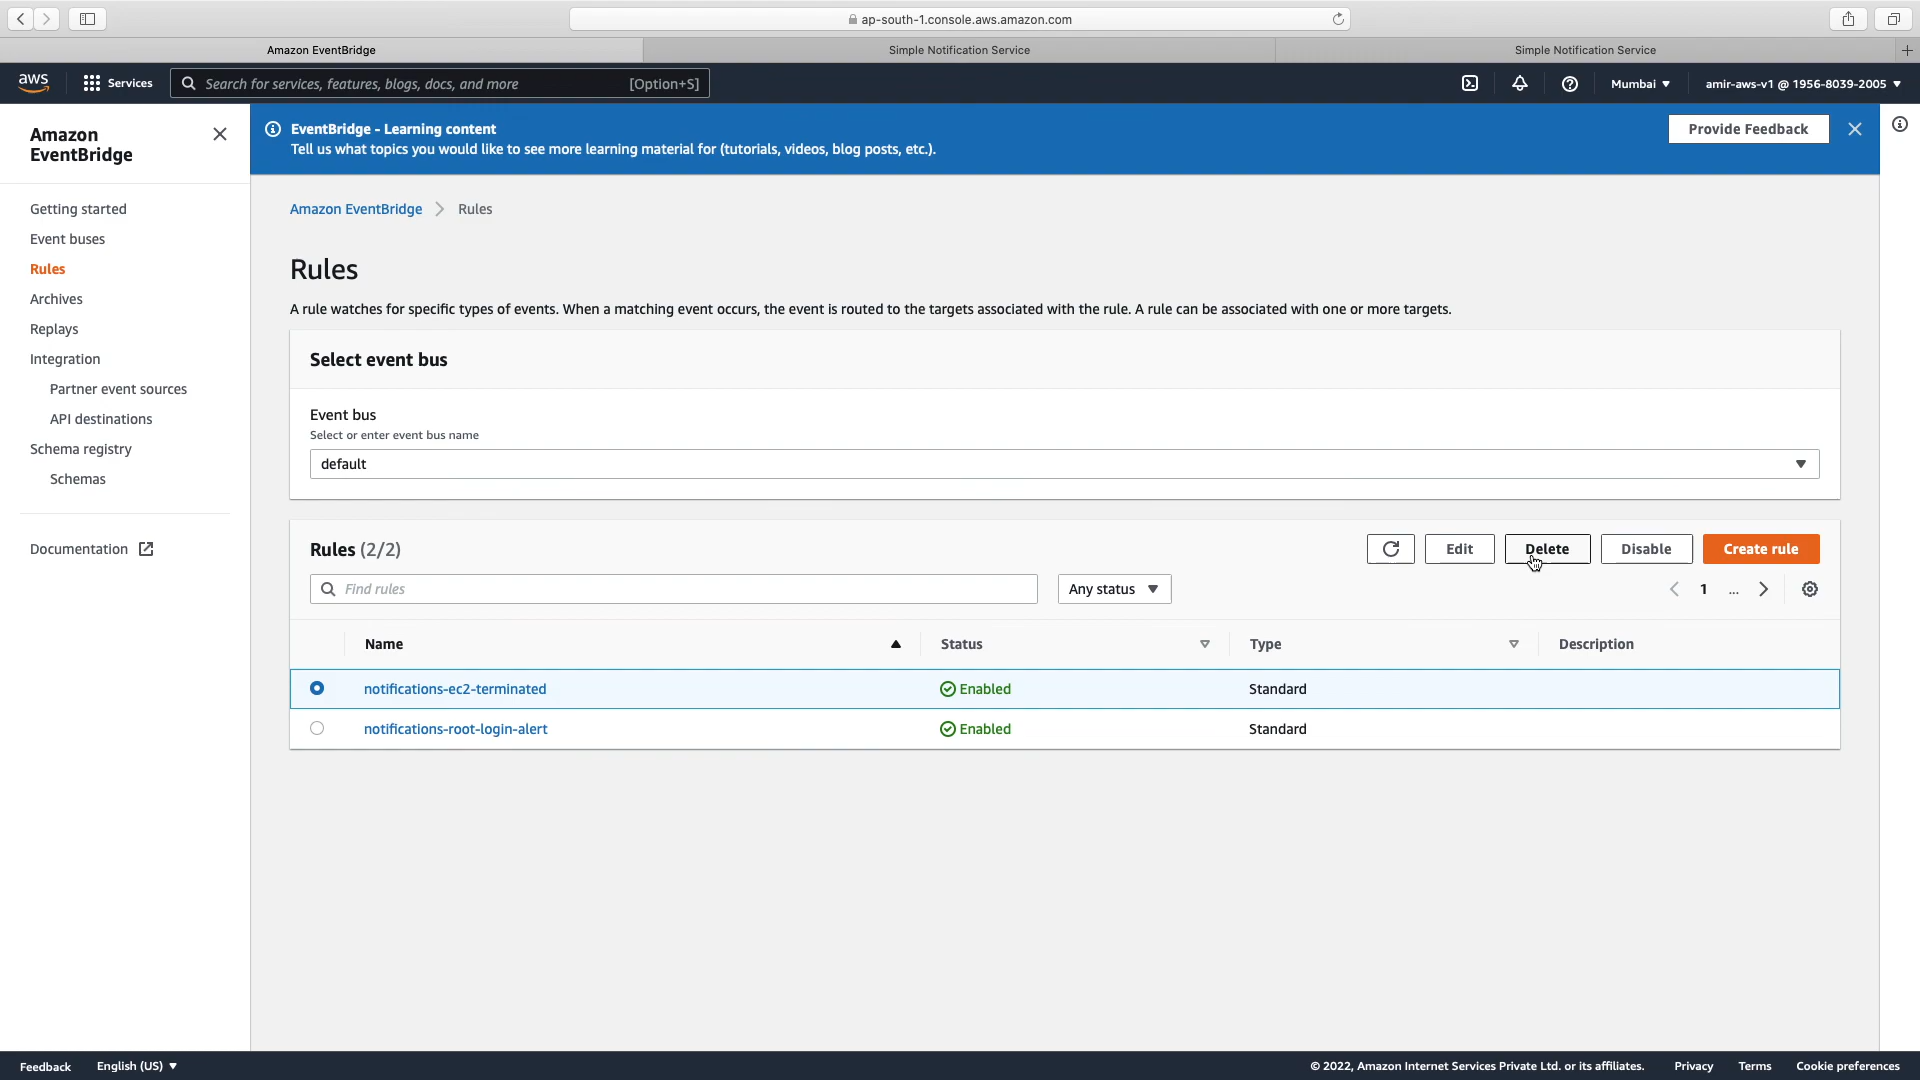 ap-south-1.console.aws.amazon.com
Amazon EventBridge
Simple Notification Service
Simple Notification Service
aws
Services
Search for services, features, blogs, docs, and more
[Option+S]
Mumbai
amir-aws-v1 @ 1956-8039-2005
Amazon
EventBridge
Getting started
Event buses
Rules
Archives
Replays
Integration
Partner event sources
API destinations
Schema registry
Schemas
Documentation
EventBridge - Learning content
Tell us what topics you would like to see more learning material for (tutorials, videos, blog posts, etc.).
Provide Feedback
Amazon EventBridge
Rules
Rules
A rule watches for specific types of events. When a matching event occurs, the event is routed to the targets associated with the rule. A rule can be associated with one or more targets.
Select event bus
Event bus
Select or enter event bus name
default
Rules (2/2)
Edit
Delete
Disable
Create rule
Find rules
Any status
1
...
Name
Status
Type
Description
notifications-ec2-terminated
Enabled
Standard
notifications-root-login-alert
Enabled
Standard
Feedback
English (US)
© 2022, Amazon Internet Services Private Ltd. or its affiliates.
Privacy
Terms
Cookie preferences